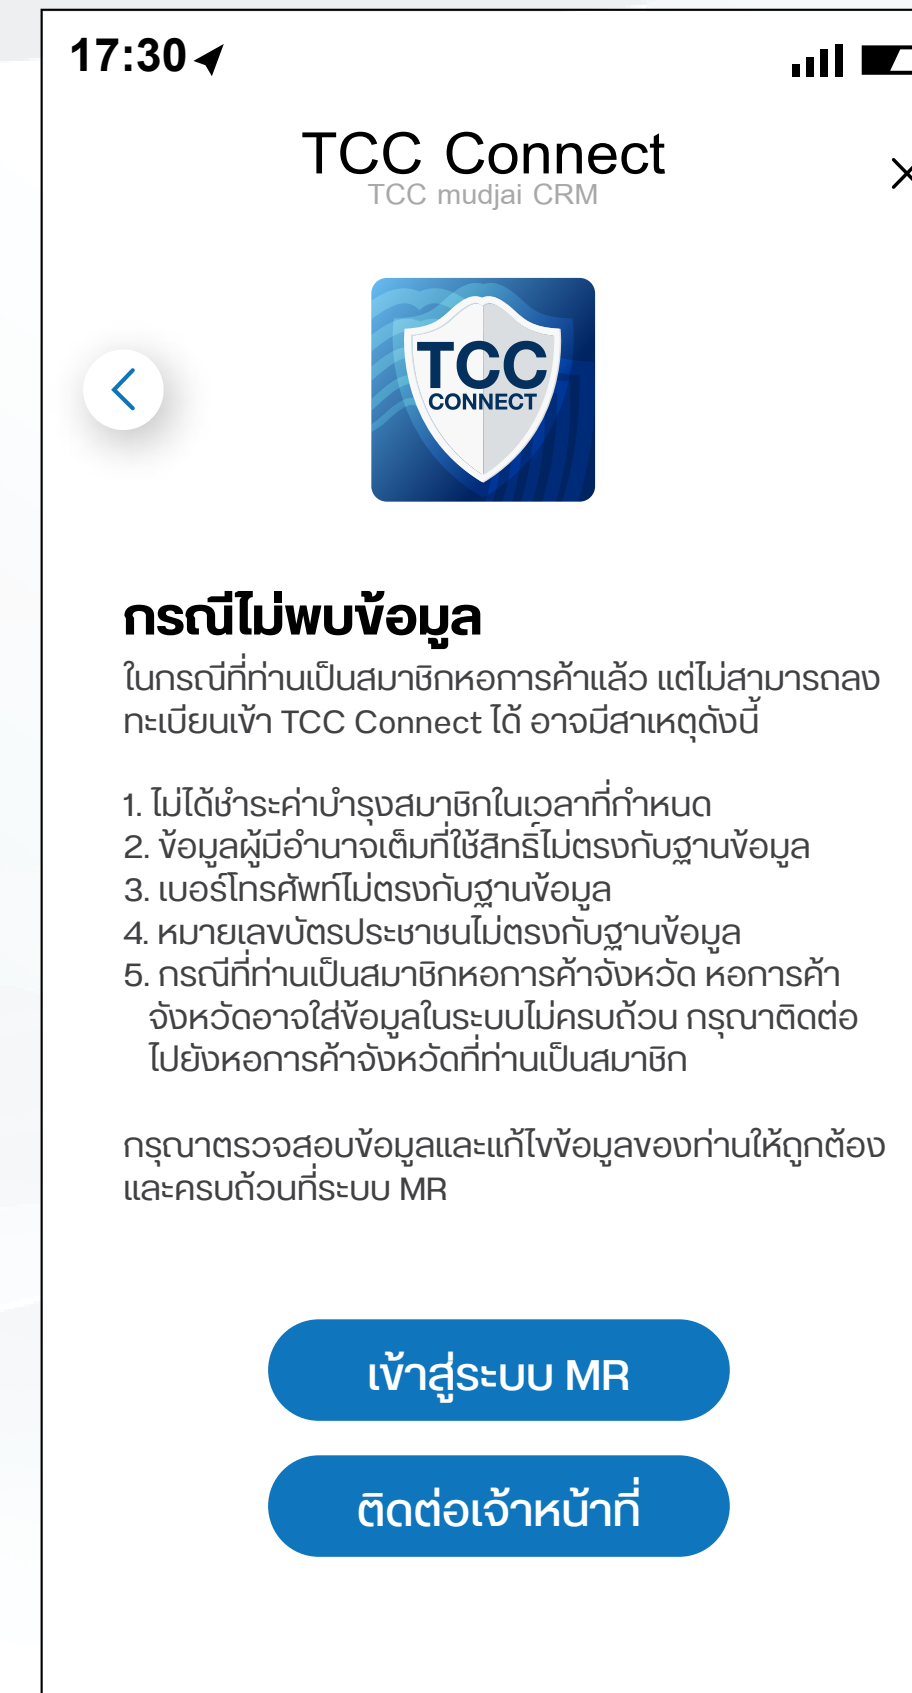 17:30
TCC Connect
TCC mudjai CRM
TCC
CONNECT
กรณีไม่พบข้อมูล
ในกรณีที่ท่านเป็นสมาชิกหอการค้าแล้ว แต่ไม่สามารถลง
ทะเบียนเข้า TCC Connect ได้ อาจมีสาเหตุดังนี้
1. ไม่ได้ชำระค่าบำรุงสมาชิกในเวลาที่กำหนด
2. ข้อมูลผู้มีอำนาจเต็มที่ใช้สิทธิ์ไม่ตรงกับฐานข้อมูล
3. เบอร์โทรศัพท์ไม่ตรงกับฐานข้อมูล
4. หมายเลขบัตรประชาชนไม่ตรงกับฐานข้อมูล
5. กรณีที่ท่านเป็นสมาชิกหอการค้าจังหวัด หอการค้า
จังหวัดอาจใส่ข้อมูลในระบบไม่ครบถ้วน กรุณาติดต่อ
ไปยังหอการค้าจังหวัดที่ท่านเป็นสมาชิก
กรุณาตรวจสอบข้อมูลและแก้ไขข้อมูลของท่านให้ถูกต้อง
และครบถ้วนที่ระบบ MR
เข้าสู่ระบบ MR
ติดต่อเจ้าหน้าที่